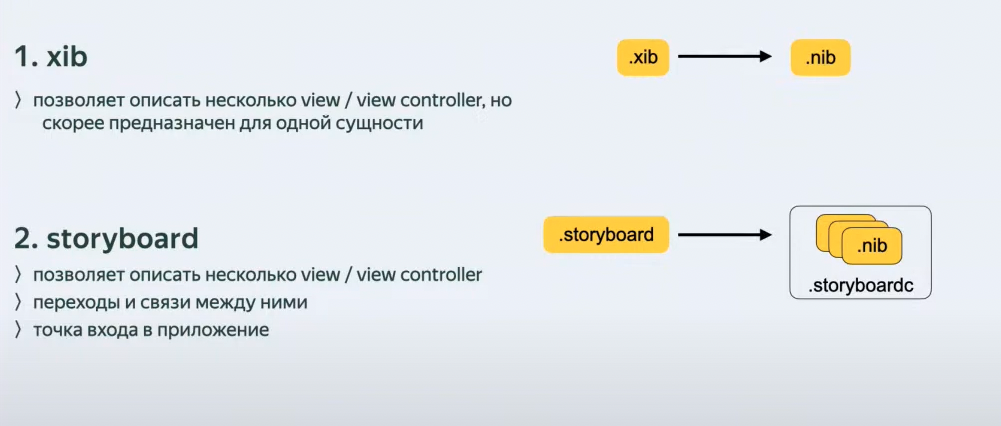 1. xib
.xib
.nib
〉позволяет описать несколько view / view controller, но
скорее предназначен для одной сущности
2. storyboard
.storyboard
.nib
.storyboardc
〉позволяет описать несколько view / view controller
〉переходы и связи между ними
〉точка входа в приложение